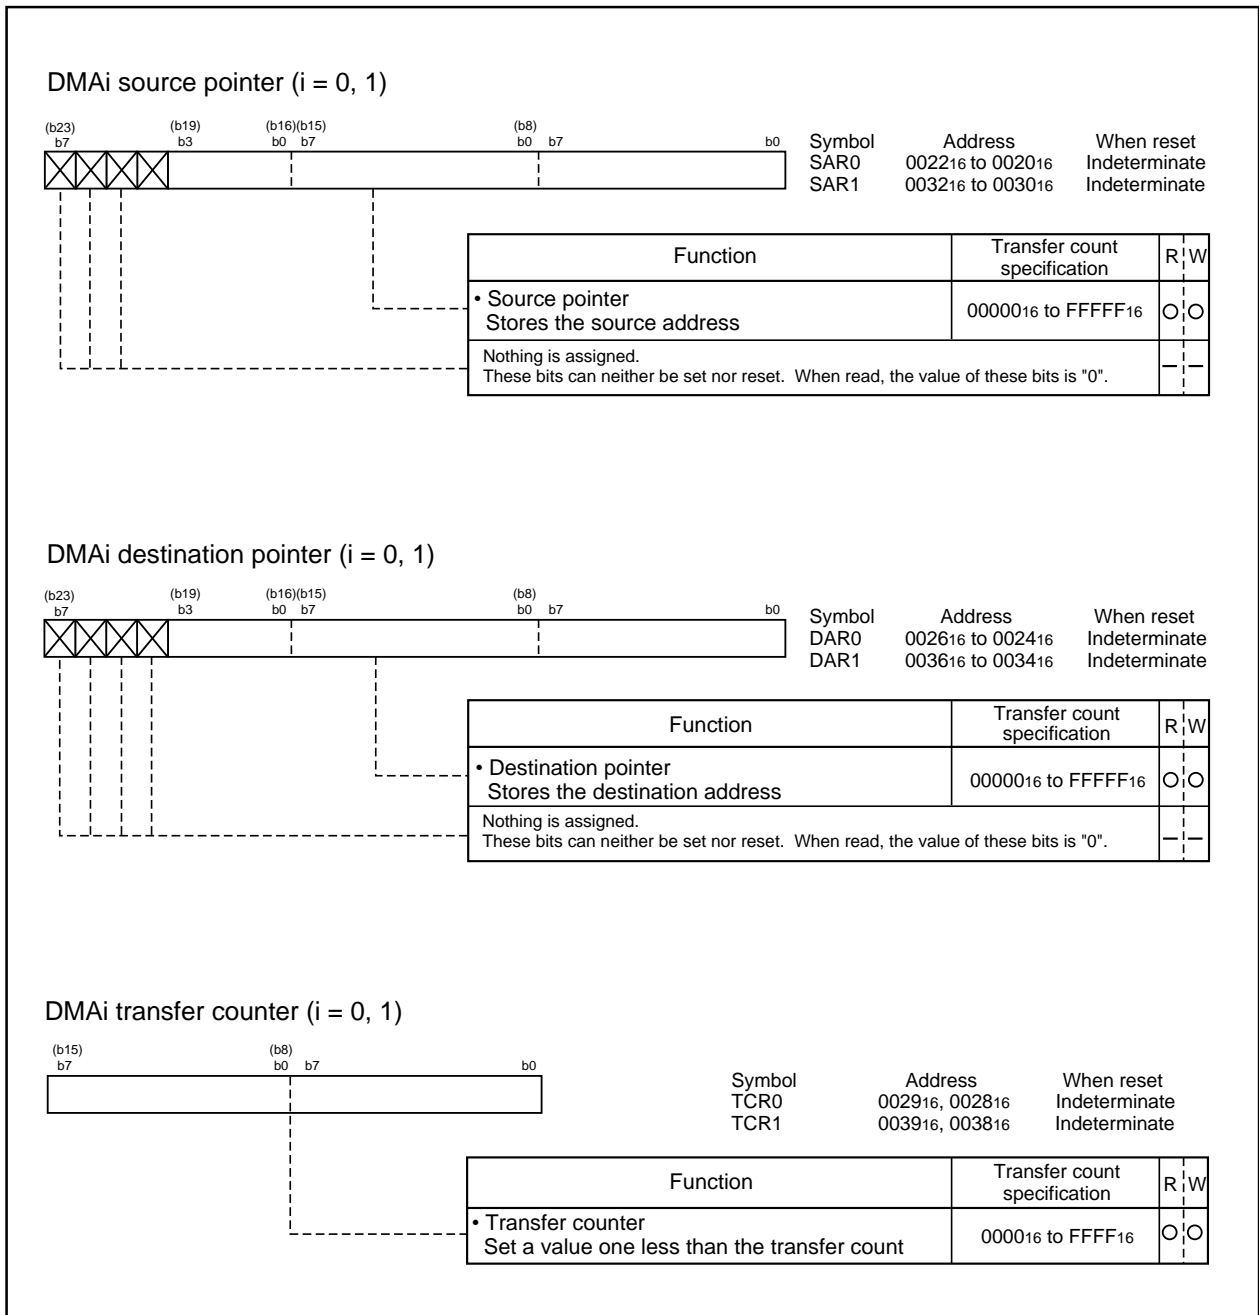 DMAi source pointer (i = 0, 1)
(b23) (b19) (b16)(b15) (b8)
b7 b3 b0 b7 b0 b7 b0
Symbol Address When reset
SAR0 002216 to 002016 Indeterminate
SAR1 003216 to 003016 Indeterminate
Function Transfer count specification R W
• Source pointer
Stores the source address 0000016 to FFFFF16
Nothing is assigned.
These bits can neither be set nor reset. When read, the value of these bits is "0".
DMAi destination pointer (i = 0, 1)
(b23) (b19) (b16)(b15) (b8)
b7 b3 b0 b7 b0 b7 b0
Symbol Address When reset
DAR0 002616 to 002416 Indeterminate
DAR1 003616 to 003416 Indeterminate
Function Transfer count specification R W
• Destination pointer
Stores the destination address 0000016 to FFFFF16
Nothing is assigned.
These bits can neither be set nor reset. When read, the value of these bits is "0".
DMAi transfer counter (i = 0, 1)
(b15) (b8)
b7 b0 b7 b0
Symbol Address When reset
TCR0 002916, 002816 Indeterminate
TCR1 003916, 003816 Indeterminate
Function Transfer count specification R W
• Transfer counter
Set a value one less than the transfer count 000016 to FFFF16